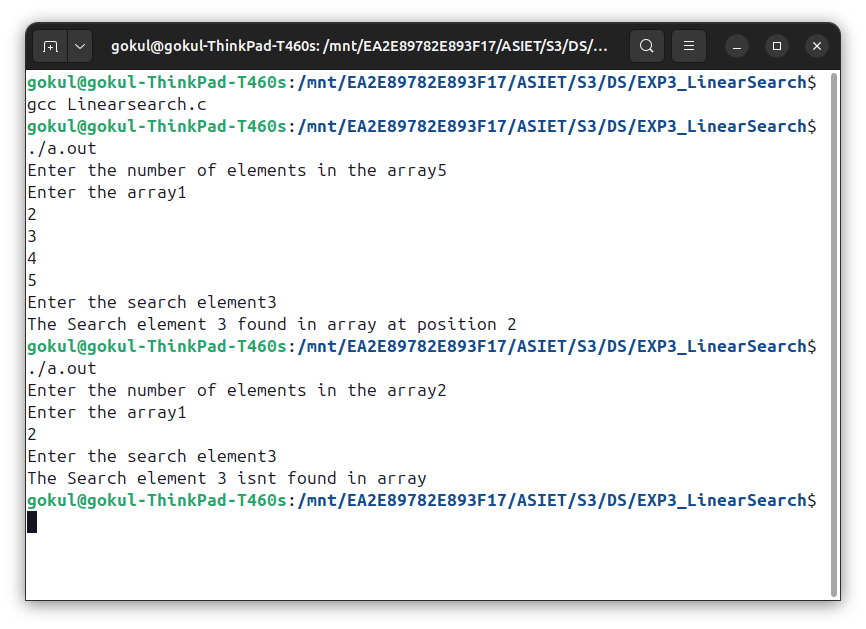 gokul@gokul-ThinkPad-T460s: /mnt/EA2E89782E893F17/ASIET/S3/DS/...
gokul@gokul-ThinkPad-T460s:/mnt/EA2E89782E893F17/ASIET/S3/DS/EXP3_LinearSearch$
gcc Linearsearch.c
gokul@gokul-ThinkPad-T460s:/mnt/EA2E89782E893F17/ASIET/S3/DS/EXP3_LinearSearch$
./a.out
Enter the number of elements in the array5
Enter the array1
2
3
4
5
Enter the search element3
The Search element 3 found in array at position 2
gokul@gokul-ThinkPad-T460s:/mnt/EA2E89782E893F17/ASIET/S3/DS/EXP3_LinearSearch$
./a.out
Enter the number of elements in the array2
Enter the array1
2
Enter the search element3
The Search element 3 isnt found in array
gokul@gokul-ThinkPad-T460s:/mnt/EA2E89782E893F17/ASIET/S3/DS/EXP3_LinearSearch$